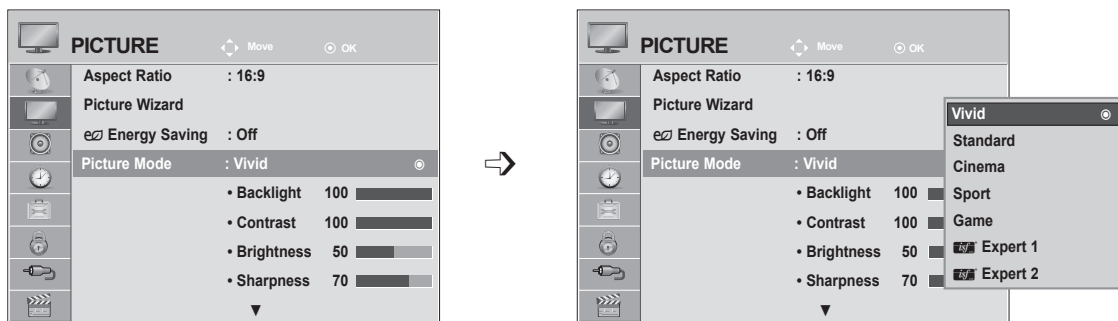 PICTURE Move OK
Aspect Ratio : 16:9
Picture Wizard
e Energy Saving : Off
Picture Mode : Vivid
• Backlight 100
• Contrast 100
• Brightness 50
• Sharpness 70
PICTURE Move OK
Aspect Ratio : 16:9
Picture Wizard
e Energy Saving : Off
Picture Mode : Vivid
• Backlight 100
• Contrast 100
• Brightness 50
• Sharpness 70
Vivid
Standard
Cinema
Sport
Game
isf Expert 1
isf Expert 2